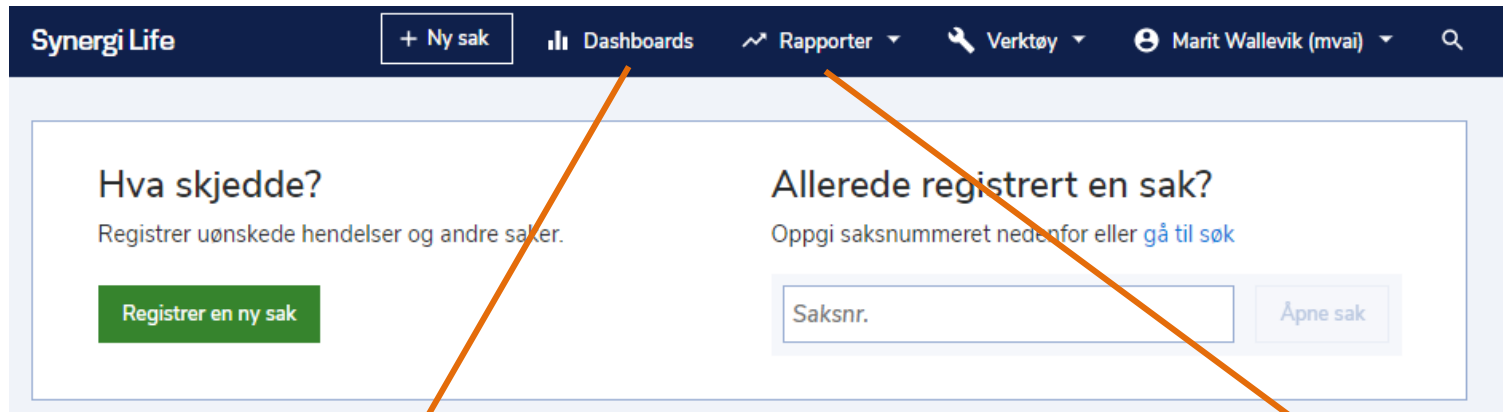 Synergi Life + Ny sak Dashboards Rapporter Verktøy Marit Wallevik (mvai)
Hva skjedde?
Registrer uønskede hendelser og andre saker.
Registrer en ny sak
Allerede registrert en sak?
Oppgi saksnummeret nedenfor eller gå til søk
Saksnr. Åpne sak